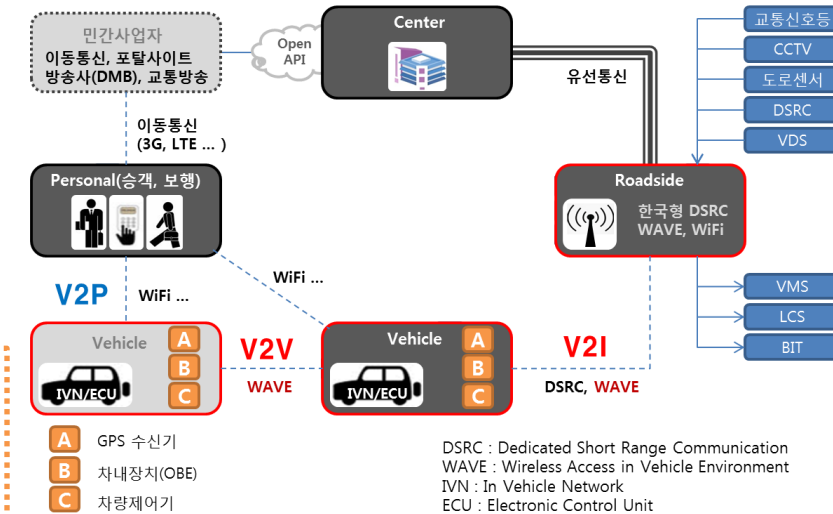 민간사업자
이동통신, 포탈사이트
방송사(DMB), 교통방송
Open
API
Center
유선통신
교통신호등
CCTV
도로센서
DSRC
VDS
이동통신
(3G, LTE ... )
Personal(승객, 보행)
Roadside
한국형 DSRC
WAVE, WiFi
V2P
WiFi ...
WiFi ...
VMS
LCS
BIT
Vehicle
A
B
C
IVN/ECU
V2V
WAVE
Vehicle
A
B
C
IVN/ECU
V2I
DSRC, WAVE
A GPS 수신기
B 차내장치(OBE)
C 차량제어기
DSRC : Dedicated Short Range Communication
WAVE : Wireless Access in Vehicle Environment
IVN : In Vehicle Network
ECU : Electronic Control Unit